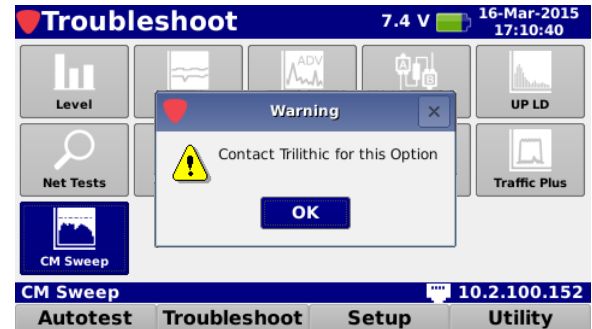 Troubleshoot
7.4 V
16-Mar-2015
17:10:40
Level
ADV
A
B
UP LD
Warning
Contact Trilithic for this Option
OK
Net Tests
Traffic Plus
CM Sweep
CM Sweep
10.2.100.152
Autotest
Troubleshoot
Setup
Utility